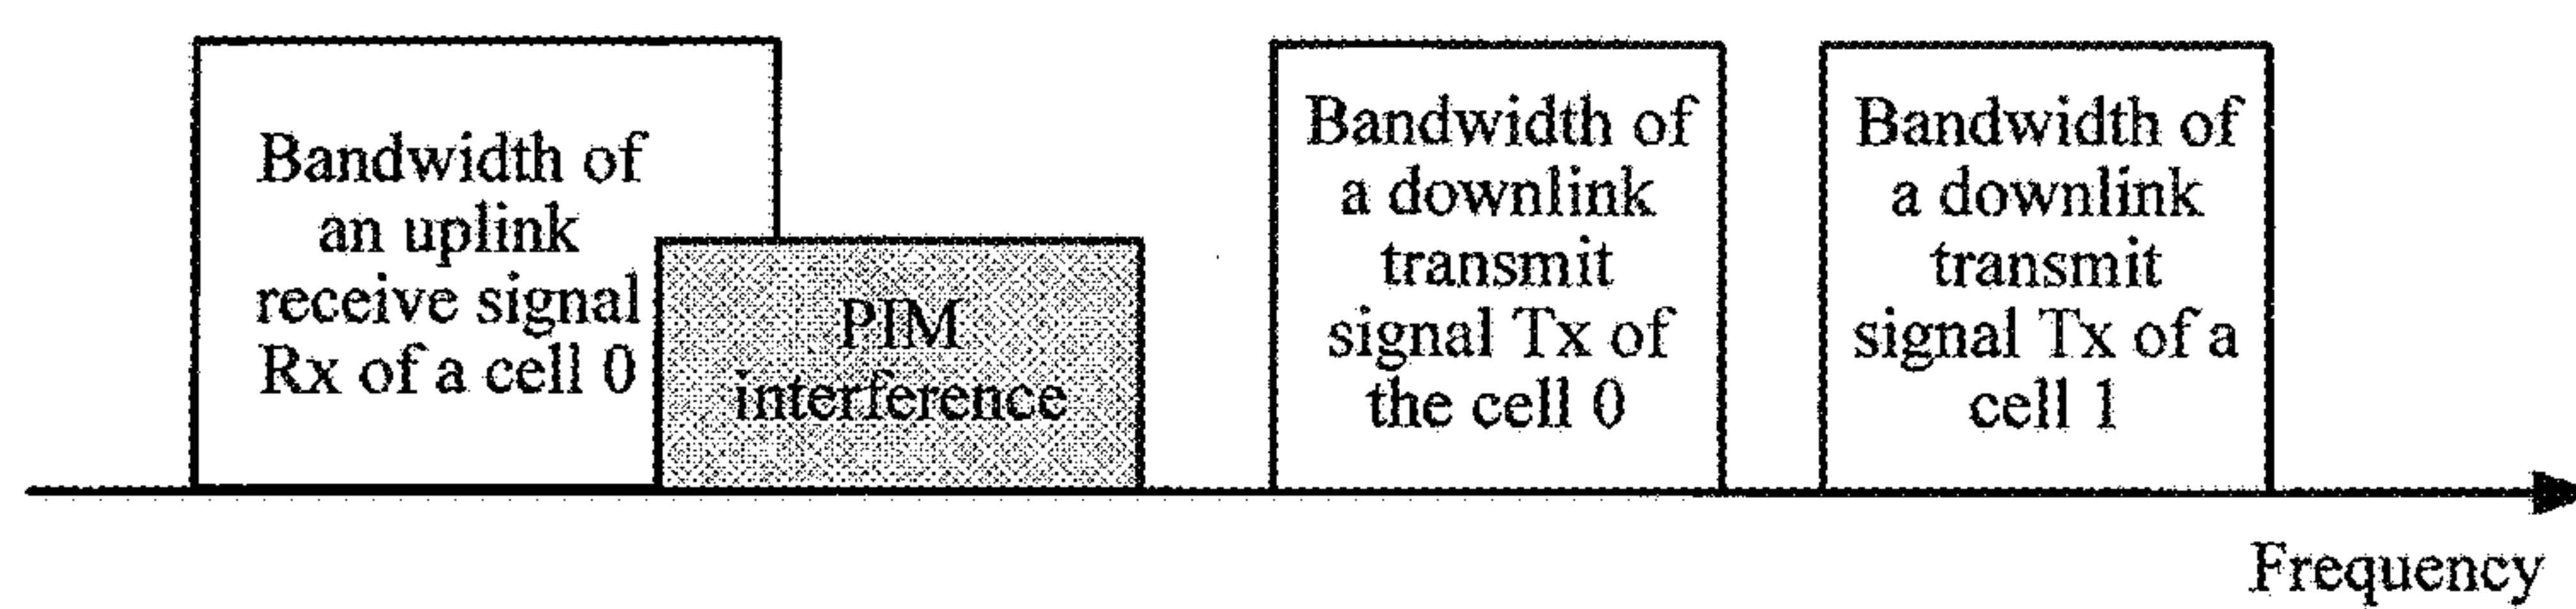 Bandwidth of
an uplink
receive signal
Rx of a cell 0
PIM
interference
Bandwidth of
a downlink
transmit
signal Tx of
the cell 0
Bandwidth of
a downlink
transmit
signal Tx of a
cell 1
Frequency